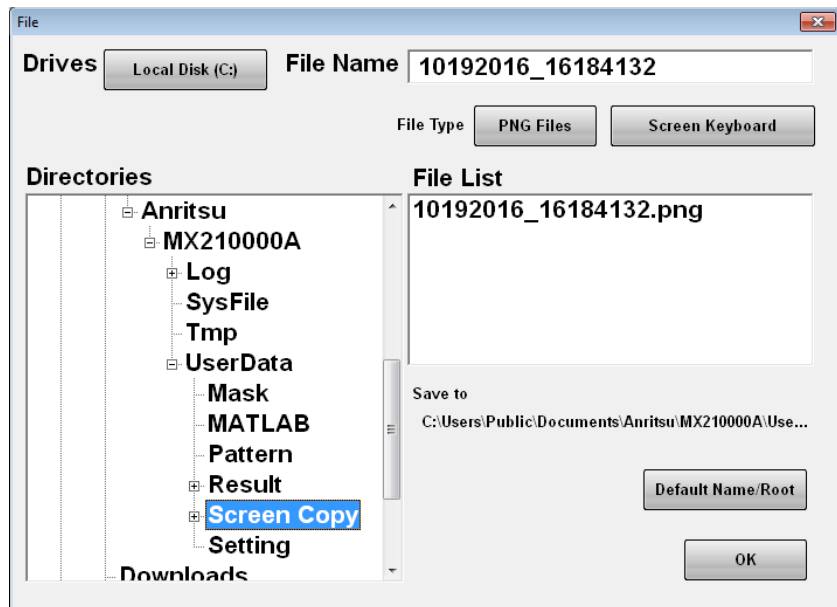 File
Drives
Local Disk (C:)
File Name
10192016_16184132
File Type
PNG Files
Screen Keyboard
Directories
Anritsu
MX210000A
Log
SysFile
Tmp
UserData
Mask
MATLAB
Pattern
Result
Screen Copy
Setting
Downloads
File List
10192016_16184132.png
Save to
C:\Users\Public\Documents\Anritsu\MX210000A\Use...
Default Name/Root
OK